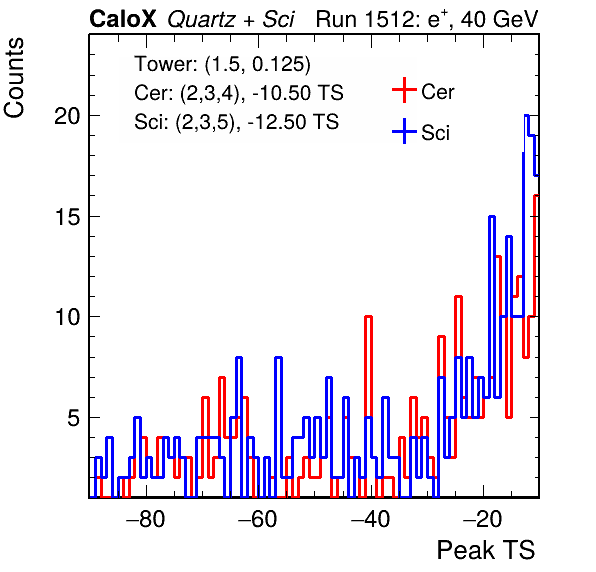 CaloX Quartz + Sci Run 1512: e⁺, 40 GeV
Counts
Tower: (1.5, 0.125)
Cer: (2,3,4), -10.50 TS
Sci: (2,3,5), -12.50 TS
Cer
Sci
20
15
10
5
−80 −60 −40 −20
Peak TS